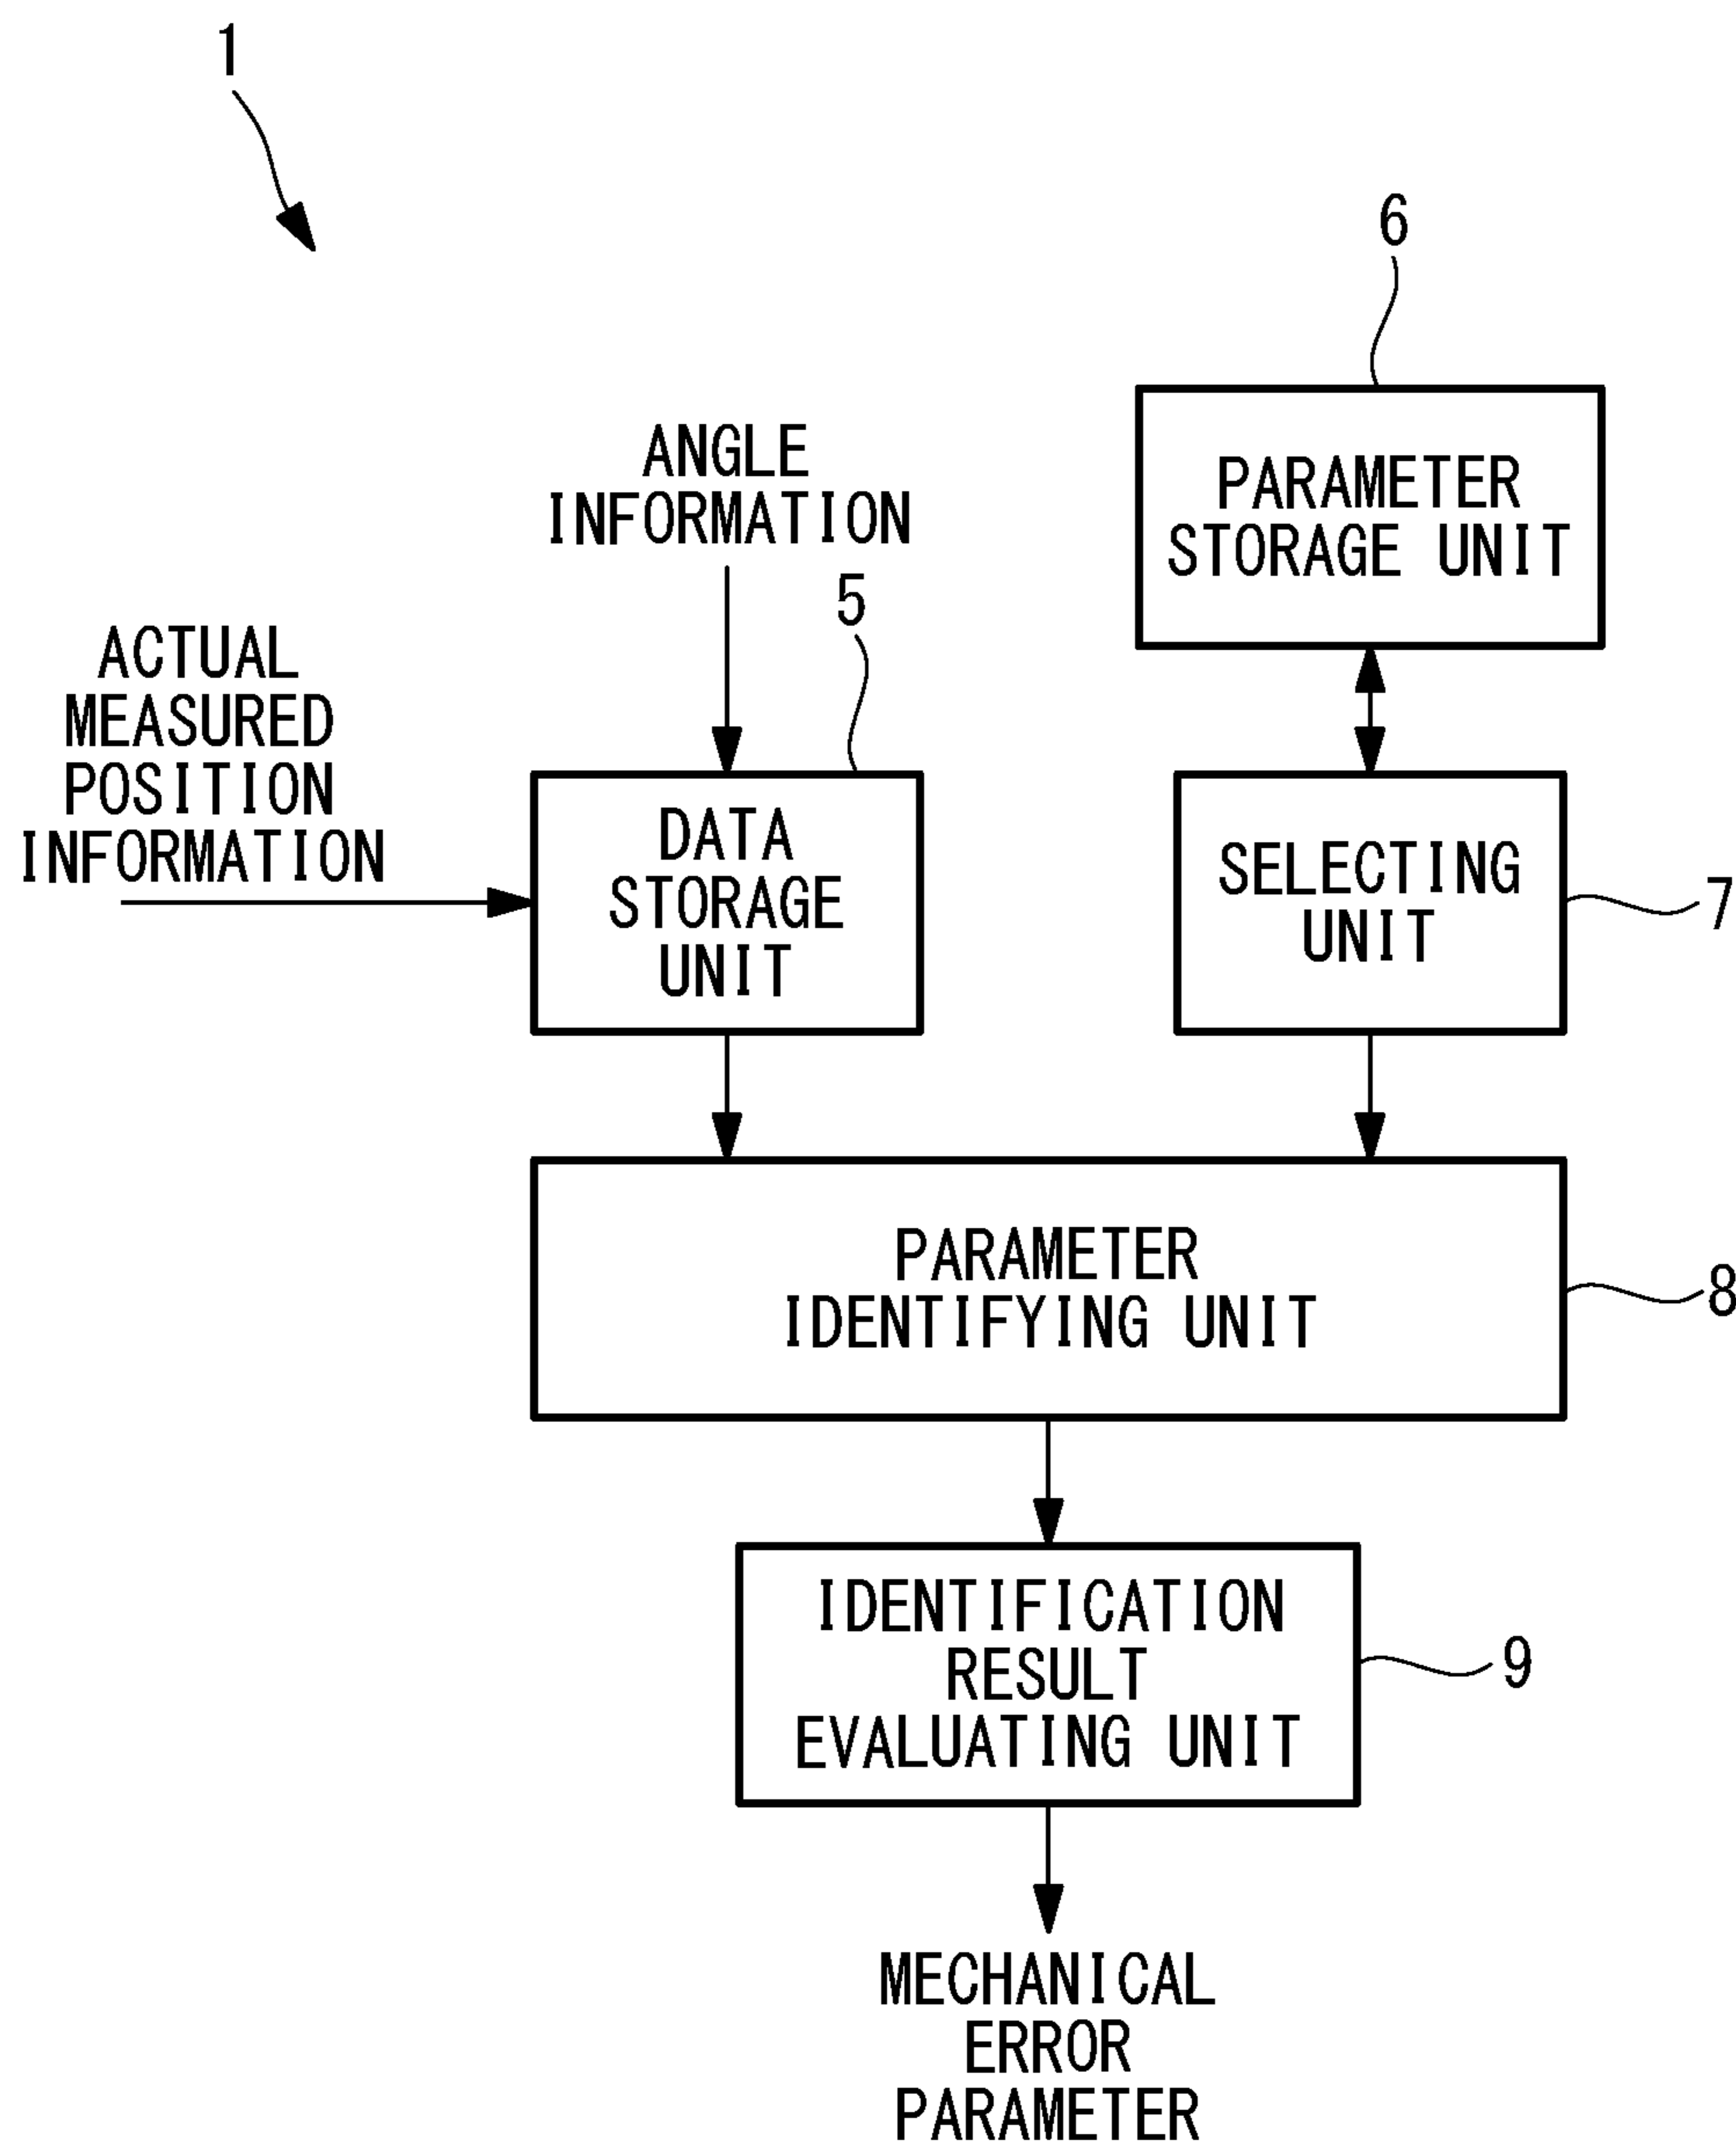 1
6
PARAMETER
STORAGE UNIT
ANGLE
INFORMATION
5
ACTUAL
MEASURED
POSITION
INFORMATION
DATA
STORAGE
UNIT
SELECTING
UNIT
7
PARAMETER
IDENTIFYING UNIT
8
IDENTIFICATION
RESULT
EVALUATING UNIT
9
MECHANICAL
ERROR
PARAMETER